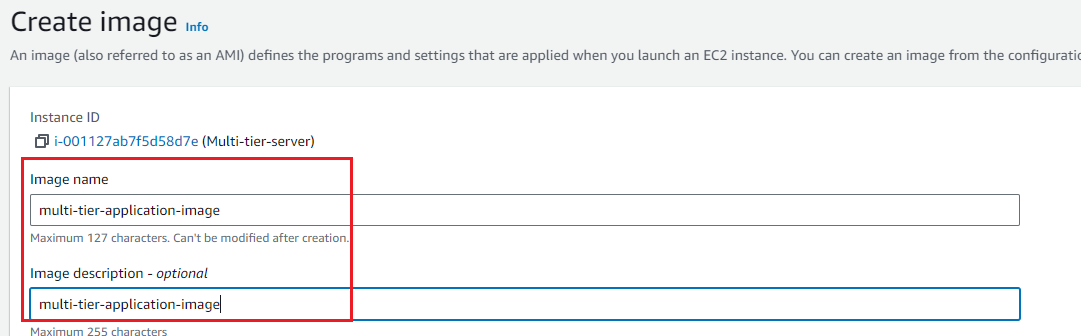 Create image Info
An image (also referred to as an AMI) defines the programs and settings that are applied when you launch an EC2 instance. You can create an image from the
Instance ID
i-001127ab7f5d58d7e (Multi-tier-server)
Image name
multi-tier-application-image
Maximum 127 characters. Can't be modified after creation.
Image description - optional
multi-tier-application-image
Maximum 255 characters